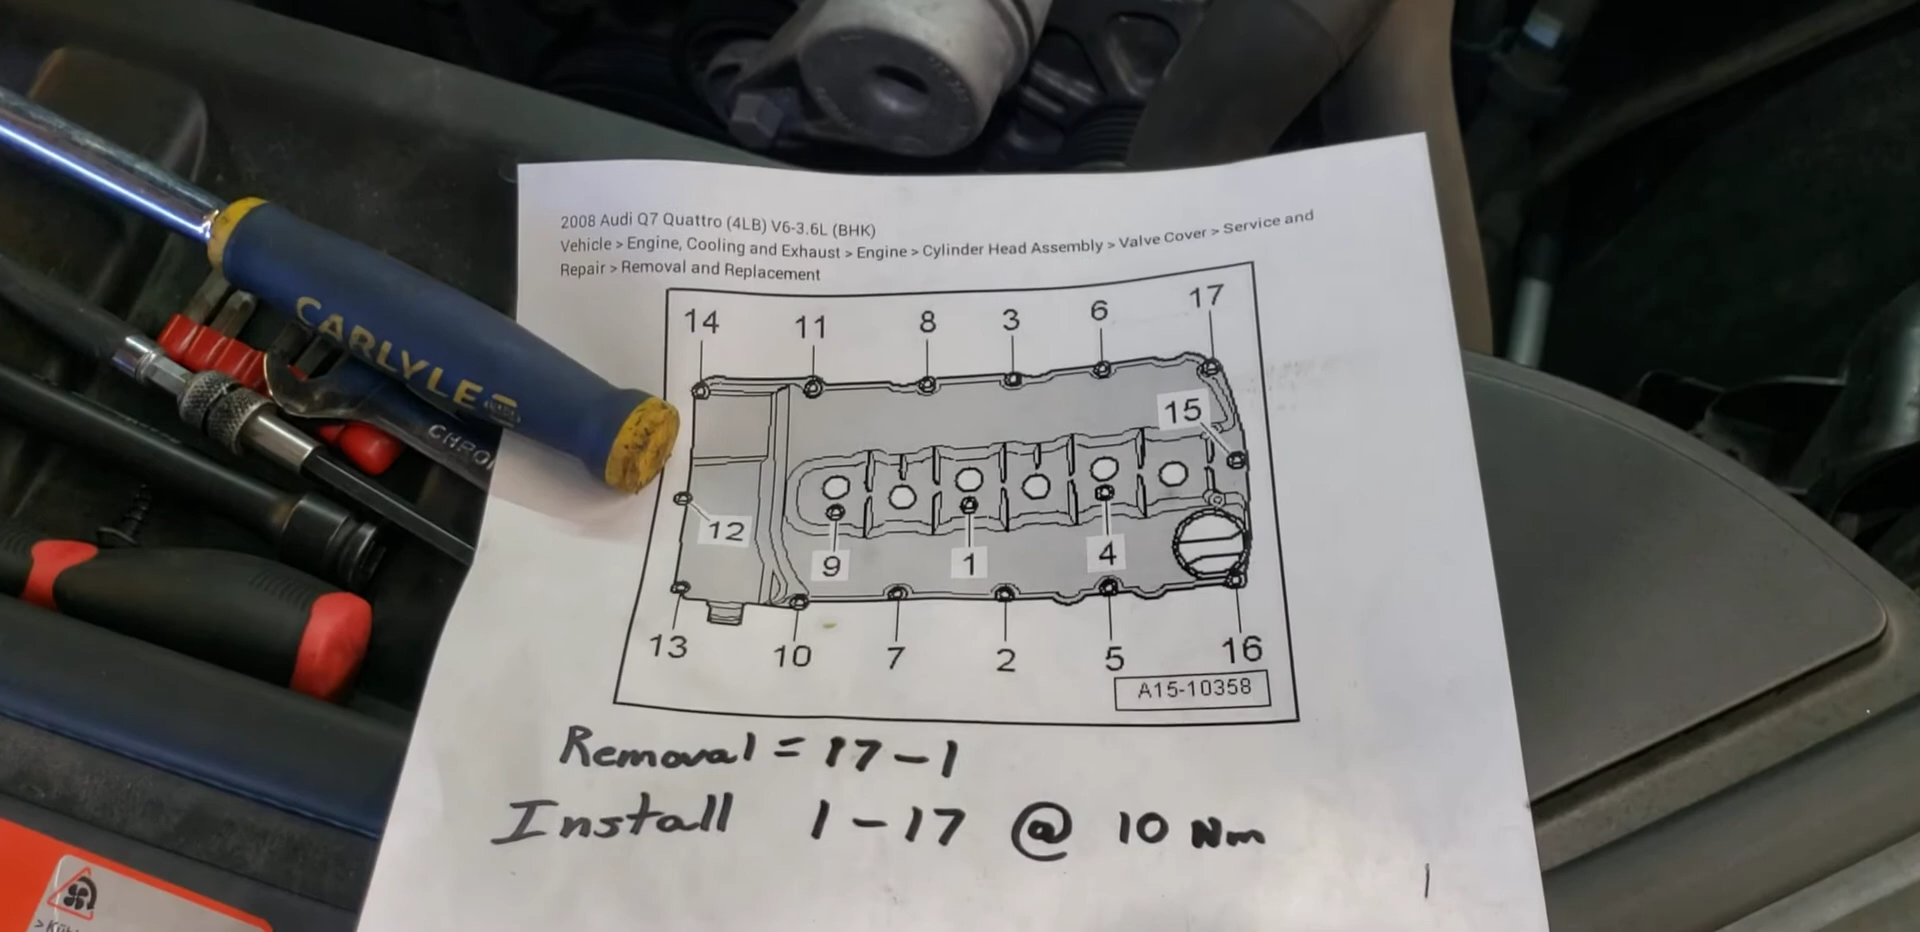 2008 Audi Q7 Quattro (4LB) V6-3.6L (BHK)
Vehicle > Engine, Cooling and Exhaust > Engine > Cylinder Head Assembly > Valve Cover > Service and
Repair > Removal and Replacement
14 11 8 3 6 17
15
12
9 1 4
13 10 7 2 5 16
A15-10358
Removal = 17-1
Install 1-17 @ 10 Nm
1
CARLYLE
CHRO